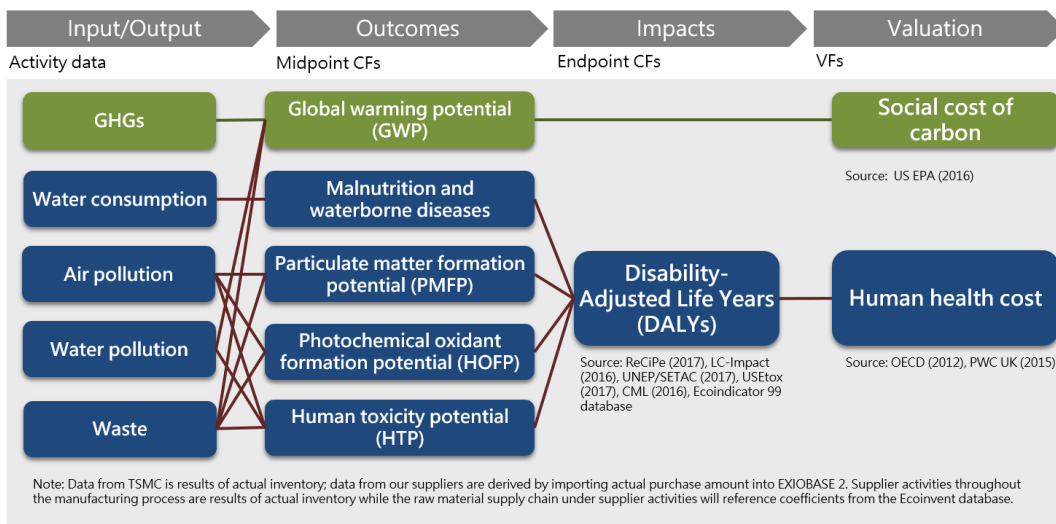 Input/Output
Outcomes
Impacts
Valuation
Activity data
Midpoint CFs
Endpoint CFs
VFs
GHGs
Global warming potential
(GWP)
Social cost of
carbon
Source:  US EPA (2016)
Water consumption
Malnutrition and
waterborne diseases
Air pollution
Particulate matter formation
potential (PMFP)
Disability-
Adjusted Life Years
(DALYs)
Human health cost
Water pollution
Photochemical oxidant
formation potential (HOFP)
Source: ReCiPe (2017), LC-Impact
(2016), UNEP/SETAC (2017), USEtox
(2017), CML (2016), Ecoindicator 99
database
Source: OECD (2012), PWC UK (2015)
Waste
Human toxicity potential
(HTP)
Note: Data from TSMC is results of actual inventory; data from our suppliers are derived by importing actual purchase amount into EXIOBASE 2. Supplier activities throughout
the manufacturing process are results of actual inventory while the raw material supply chain under supplier activities will reference coefficients from the Ecoinvent database.